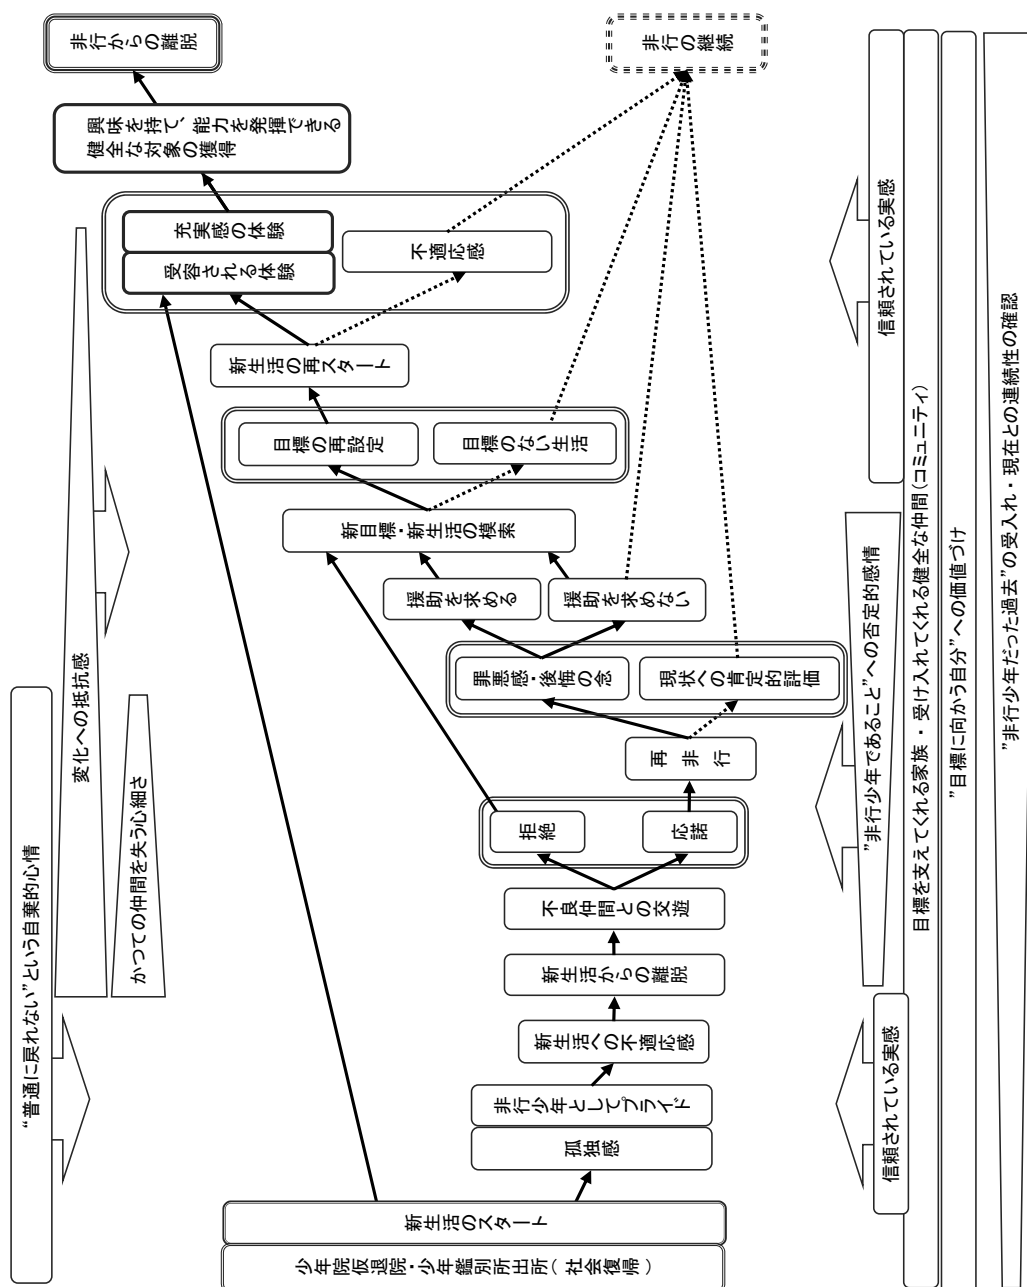 非行からの離脱
非行の継続
興味を持て、能力を発揮できる
健全な対象の獲得
充実感の体験
受容される体験
不適応感
新生活の再スタート
目標の再設定
目標のない生活
新目標・新生活の模索
援助を求める
援助を求めない
罪悪感・後悔の念
現状への肯定的評価
再 非 行
拒絶
応諾
不良仲間との交遊
新生活からの離脱
新生活への不適応感
非行少年としてプライド
孤独感
新生活のスタート
少年院仮退院・少年鑑別所出所（社会復帰）
“普通に戻れない”という自棄的心情
変化への抵抗感
かつての仲間を失う心細さ
信頼されている実感
”非行少年であること”への否定的感情
信頼されている実感
目標を支えてくれる家族・受け入れてくれる健全な仲間（コミュニティ）
”目標に向かう自分”への価値づけ
”非行少年だった過去”の受入れ・現在との連続性の確認